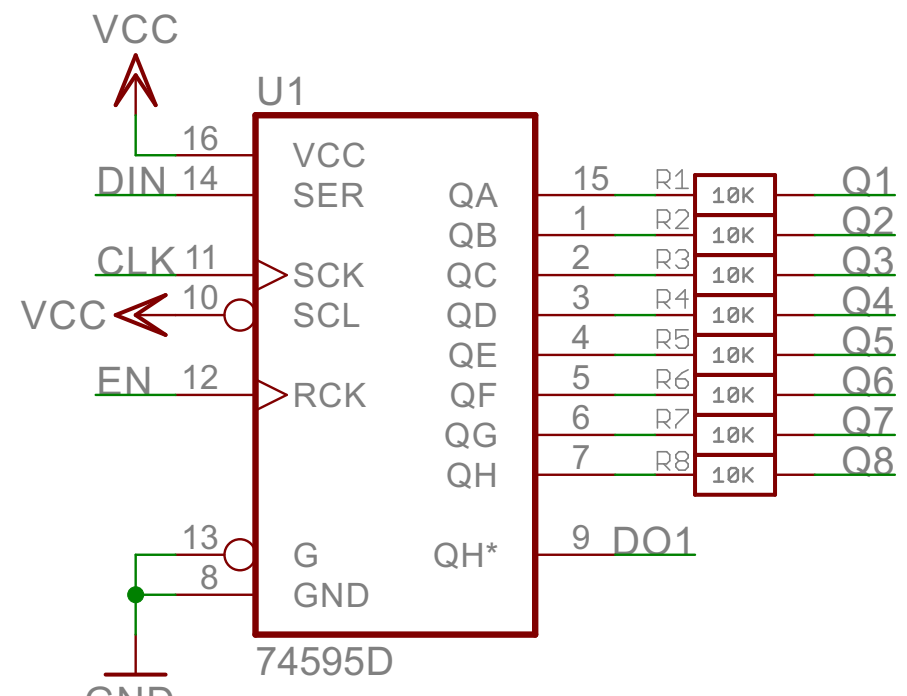 VCC
U1
16 VCC
DIN 14 SER QA 15 R1 10K Q1
QB 1 R2 10K Q2
CLK 11 SCK QC 2 R3 10K Q3
VCC 10 SCL QD 3 R4 10K Q4
QE 4 R5 10K Q5
EN 12 RCK QF 5 R6 10K Q6
QG 6 R7 10K Q7
QH 7 R8 10K Q8
13 G QH* 9 DO1
8 GND
74595D
GND